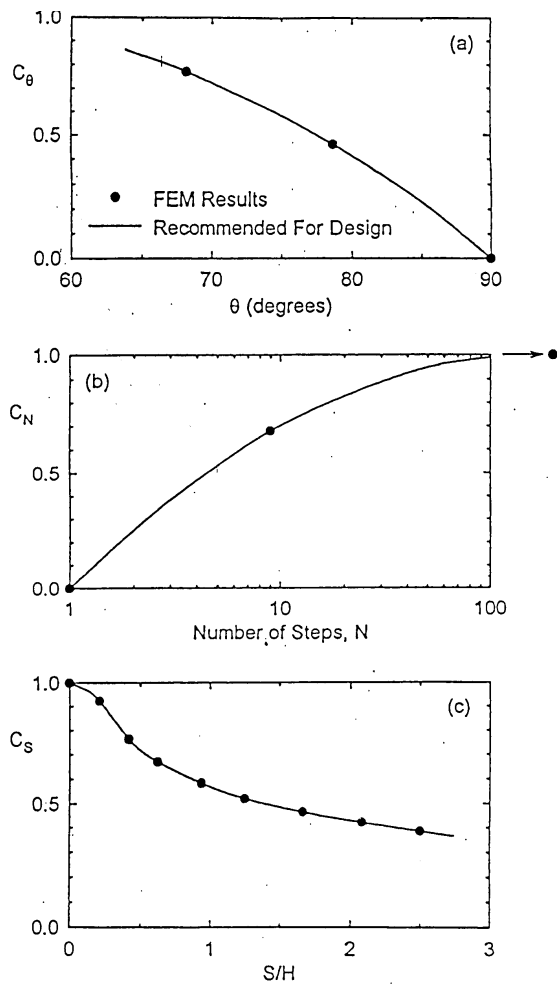 1.0
(a)
Cθ
0.5
FEM Results
Recommended For Design
0.0
60 70 80 90
θ (degrees)
1.0
(b)
CN
0.5
0.0
1 10 100
Number of Steps, N
1.0
(c)
CS
0.5
0.0
0 1 2 3
S/H